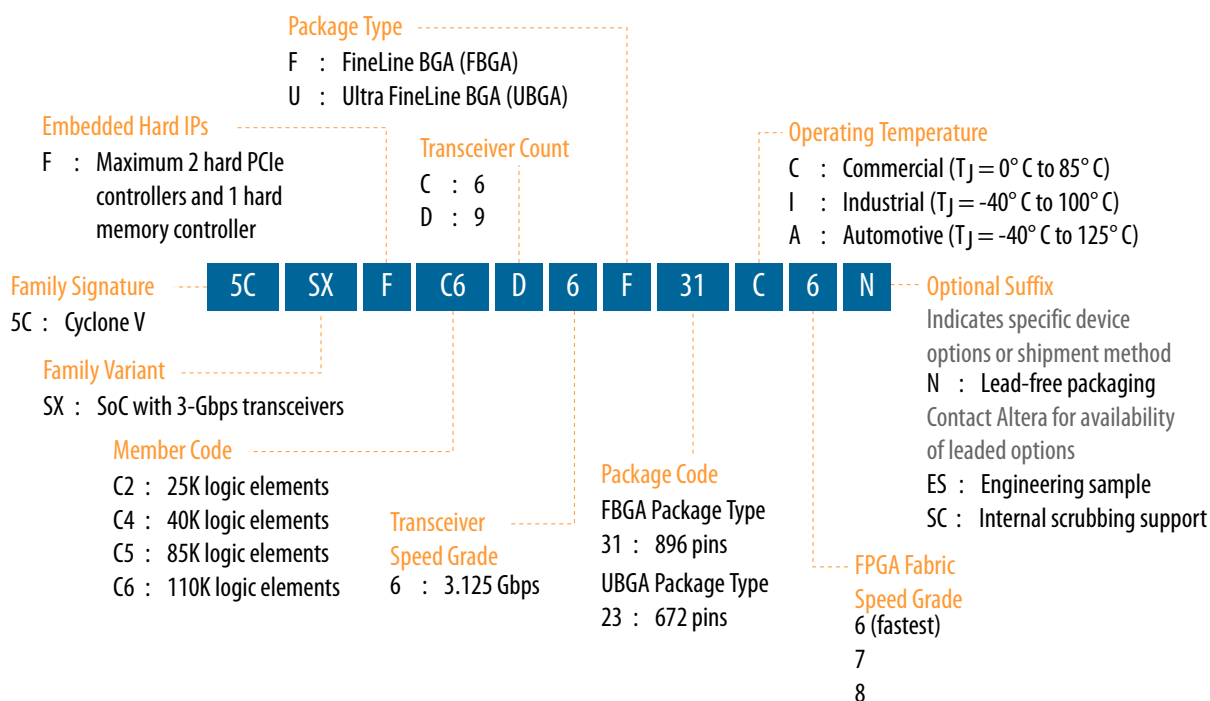 Package Type
F : FineLine BGA (FBGA)
U : Ultra FineLine BGA (UBGA)
Embedded Hard IPs
F : Maximum 2 hard PCIe
controllers and 1 hard
memory controller
Transceiver Count
C : 6
D : 9
Operating Temperature
C : Commercial (TJ = 0° C to 85° C)
I : Industrial (TJ = -40° C to 100° C)
A : Automotive (TJ = -40° C to 125° C)
Family Signature
5C : Cyclone V
5C SX F C6 D 6 F 31 C 6 N
Optional Suffix
Indicates specific device
options or shipment method
N : Lead-free packaging
Contact Altera for availability
of leaded options
ES : Engineering sample
SC : Internal scrubbing support
Family Variant
SX : SoC with 3-Gbps transceivers
Member Code
C2 : 25K logic elements
C4 : 40K logic elements
C5 : 85K logic elements
C6 : 110K logic elements
Transceiver
Speed Grade
6 : 3.125 Gbps
Package Code
FBGA Package Type
31 : 896 pins
UBGA Package Type
23 : 672 pins
FPGA Fabric
Speed Grade
6 (fastest)
7
8